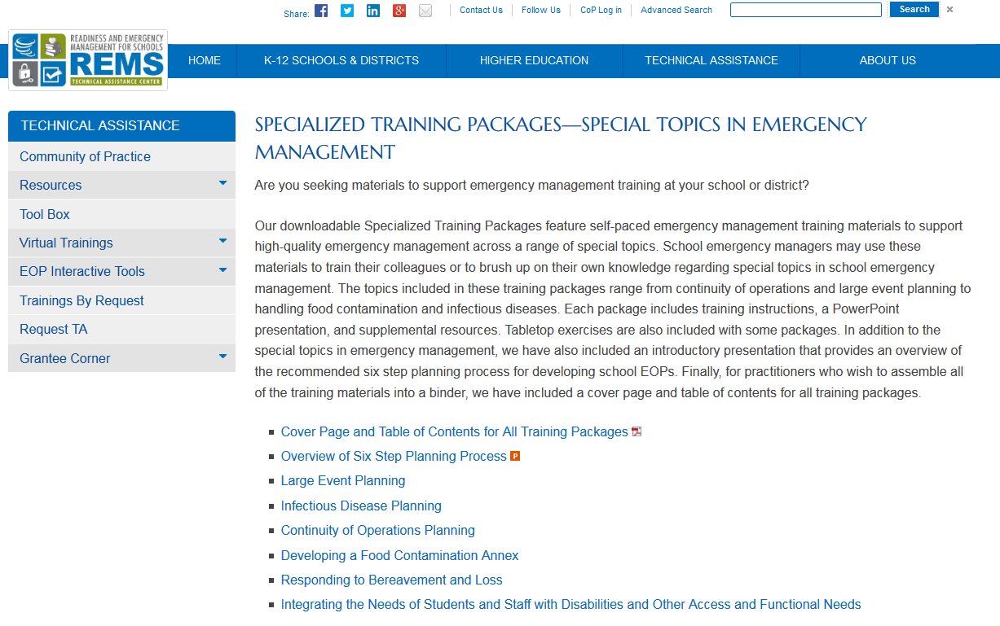 Share:
Contact Us
Follow Us
CoP Log in
Advanced Search
Search
READINESS AND EMERGENCY
MANAGEMENT FOR SCHOOLS
REMS
TECHNICAL ASSISTANCE CENTER
HOME
K-12 SCHOOLS & DISTRICTS
HIGHER EDUCATION
TECHNICAL ASSISTANCE
ABOUT US
TECHNICAL ASSISTANCE
Community of Practice
Resources
Tool Box
Virtual Trainings
EOP Interactive Tools
Trainings By Request
Request TA
Grantee Corner
SPECIALIZED TRAINING PACKAGES—SPECIAL TOPICS IN EMERGENCY
MANAGEMENT
Are you seeking materials to support emergency management training at your school or district?
Our downloadable Specialized Training Packages feature self-paced emergency management training materials to support
high-quality emergency management across a range of special topics. School emergency managers may use these
materials to train their colleagues or to brush up on their own knowledge regarding special topics in school emergency
management. The topics included in these training packages range from continuity of operations and large event planning to
handling food contamination and infectious diseases. Each package includes training instructions, a PowerPoint
presentation, and supplemental resources. Tabletop exercises are also included with some packages. In addition to the
special topics in emergency management, we have also included an introductory presentation that provides an overview of
the recommended six step planning process for developing school EOPs. Finally, for practitioners who wish to assemble all
of the training materials into a binder, we have included a cover page and table of contents for all training packages.
Cover Page and Table of Contents for All Training Packages
Overview of Six Step Planning Process
Large Event Planning
Infectious Disease Planning
Continuity of Operations Planning
Developing a Food Contamination Annex
Responding to Bereavement and Loss
Integrating the Needs of Students and Staff with Disabilities and Other Access and Functional Needs